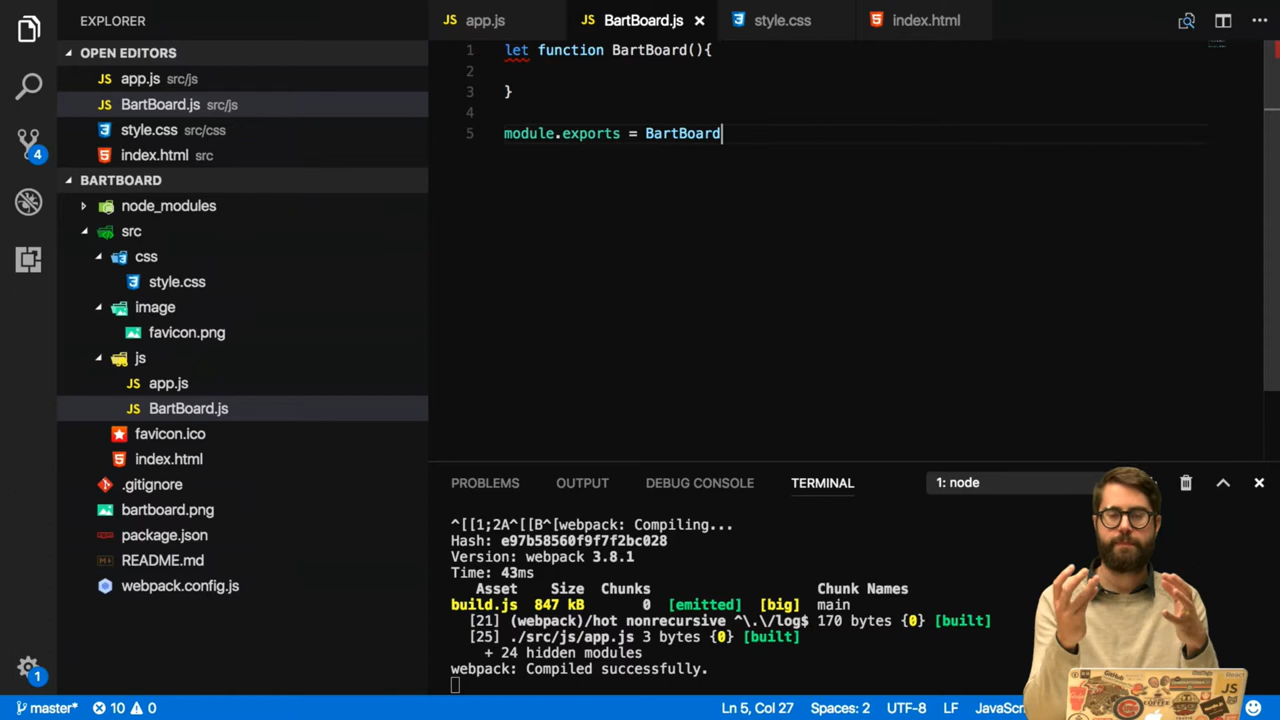 EXPLORER
OPEN EDITORS
app.js src/js
BartBoard.js src/js
style.css src/css
index.html src
BARTBOARD
node_modules
src
css
style.css
image
favicon.png
js
app.js
BartBoard.js
favicon.ico
index.html
.gitignore
bartboard.png
package.json
README.md
webpack.config.js
app.js BartBoard.js style.css index.html
1 let function BartBoard(){
2
3 }
4
5 module.exports = BartBoard
PROBLEMS OUTPUT DEBUG CONSOLE TERMINAL 1: node
^[[1;2A^[[B^[webpack: Compiling...
Hash: e97b58560f9f7f2bc028
Version: webpack 3.8.1
Time: 43ms
Asset Size Chunks Chunk Names
build.js 847 kB 0 [emitted] [big] main
[21] (webpack)/hot nonrecursive ^\.\/log$ 170 bytes {0} [built]
[25] ./src/js/app.js 3 bytes {0} [built]
+ 24 hidden modules
webpack: Compiled successfully.
4
1
master* 10 0 Ln 5, Col 27 Spaces: 2 UTF-8 LF
GitHub
JS